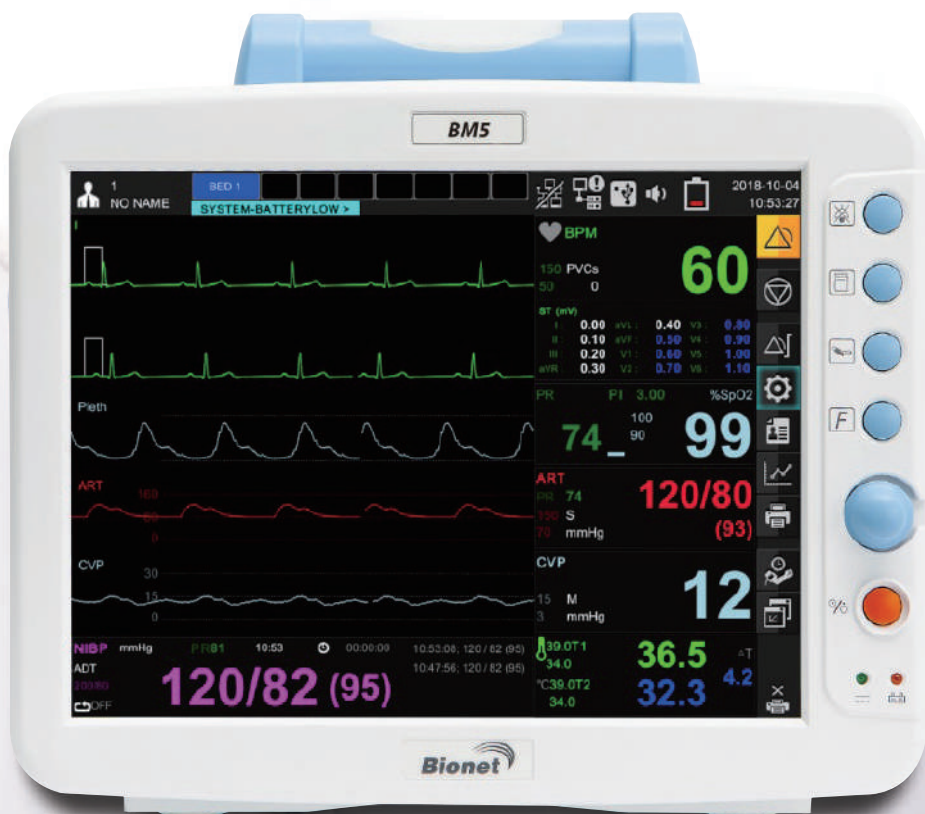 BM5
1
NO NAME
BED 1
SYSTEM-BATTERYLOW >
2018-10-04
10:53:27
I
Pleth
ART
160
80
0
CVP
30
15
0
BPM
60
150 PVCs
50 0
ST (mV)
I : 0.00 aVL : 0.40 V3 : 0.80
II : 0.10 aVF : 0.50 V4 : 0.90
III : 0.20 V1 : 0.60 V5 : 1.00
aVR : 0.30 V2 : 0.70 V6 : 1.10
PR PI 3.00 %SpO2
74 100
90 99
ART
PR 74 120/80
150 S
70 mmHg (93)
CVP
15 M 12
3 mmHg
NIBP mmHg PR81 10:53 00:00:00 10:53:06; 120 / 82 (95)
ADT 10:47:56; 120 / 82 (95)
200/80 120/82 (95)
OFF
39.0 T1 36.5 ΔT
34.0 4.2
°C 39.0 T2 32.3
34.0
F
Bionet